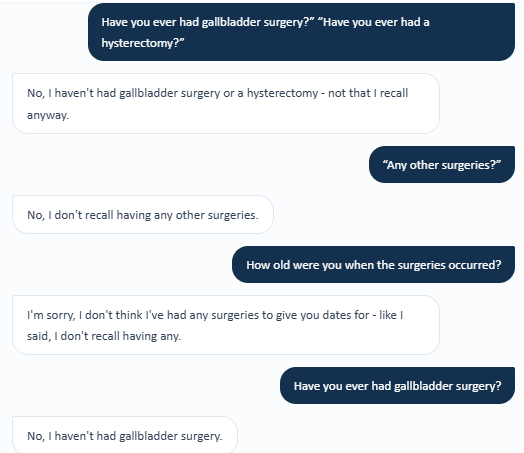 Have you ever had gallbladder surgery?” “Have you ever had a
hysterectomy?”
No, I haven't had gallbladder surgery or a hysterectomy - not that I recall
anyway.
“Any other surgeries?”
No, I don't recall having any other surgeries.
How old were you when the surgeries occurred?
I'm sorry, I don't think I've had any surgeries to give you dates for - like I
said, I don't recall having any.
Have you ever had gallbladder surgery?
No, I haven't had gallbladder surgery.